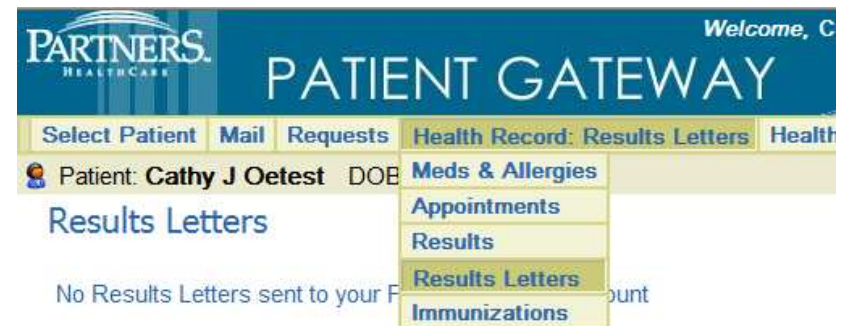 Welcome, C
PARTNERS.
HEALTHCARE
PATIENT GATEWAY
Select Patient Mail Requests Health Record: Results Letters Health
Patient: Cathy J Oetest DOB
Meds & Allergies
Appointments
Results
Results Letters
Immunizations
Results Letters
No Results Letters sent to your P ount